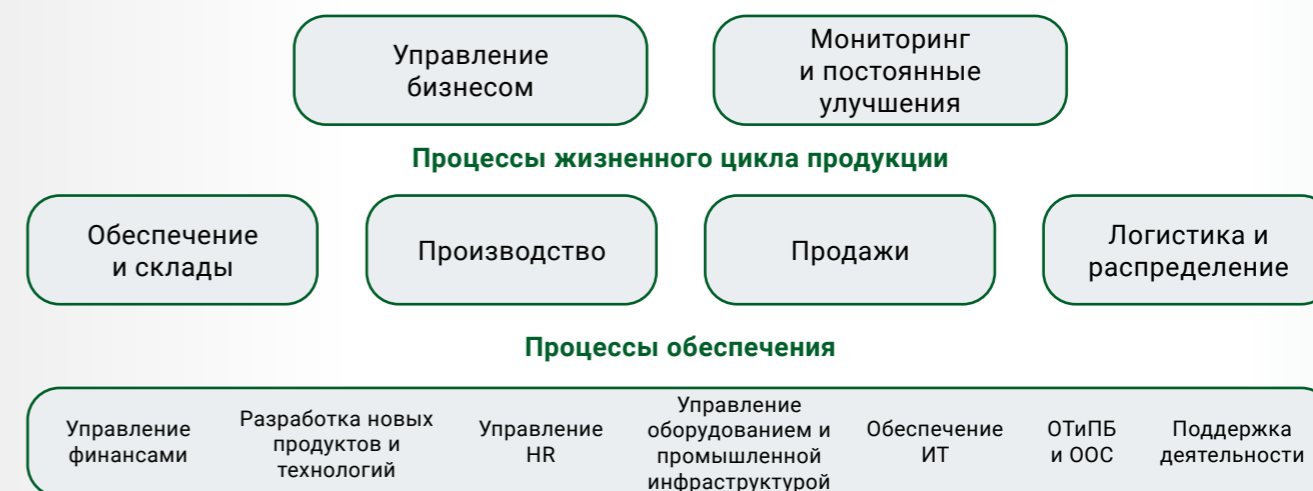 Управление
бизнесом
Мониторинг
и постоянные
улучшения
Процессы жизненного цикла продукции
Обеспечение
и склады
Производство
Продажи
Логистика и
распределение
Процессы обеспечения
Управление
финансами
Разработка новых
продуктов и
технологий
Управление
HR
Управление
оборудованием и
промышленной
инфраструктурой
Обеспечение
ИТ
ОТиПБ
и ООС
Поддержка
деятельности